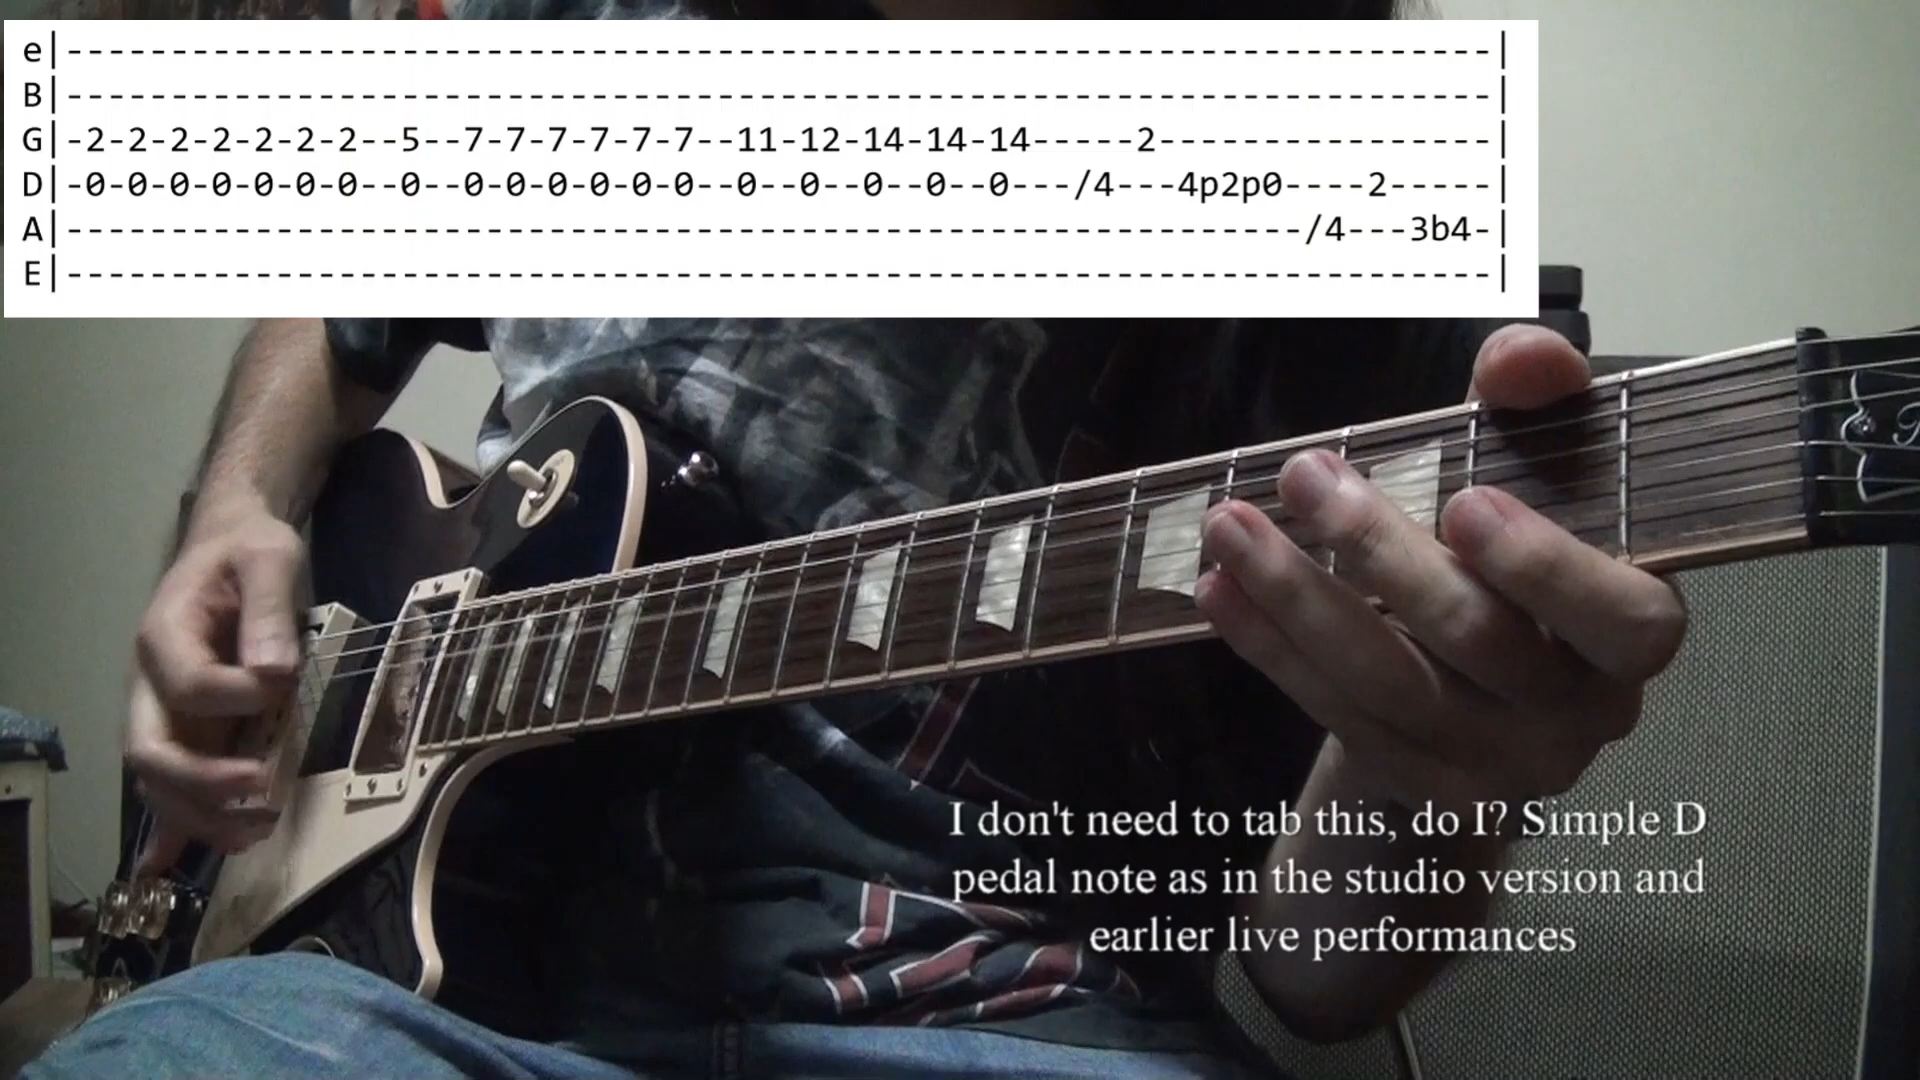 e|--------------------------------------------------------------------|
B|--------------------------------------------------------------------|
G|-2-2-2-2-2-2-2--5--7-7-7-7-7-7--11-12-14-14-14-----2----------------|
D|-0-0-0-0-0-0-0--0--0-0-0-0-0-0--0--0--0--0--0---/4---4p2p0----2-----|
A|-----------------------------------------------------------/4---3b4-|
E|--------------------------------------------------------------------|
I don't need to tab this, do I? Simple D
pedal note as in the studio version and
earlier live performances